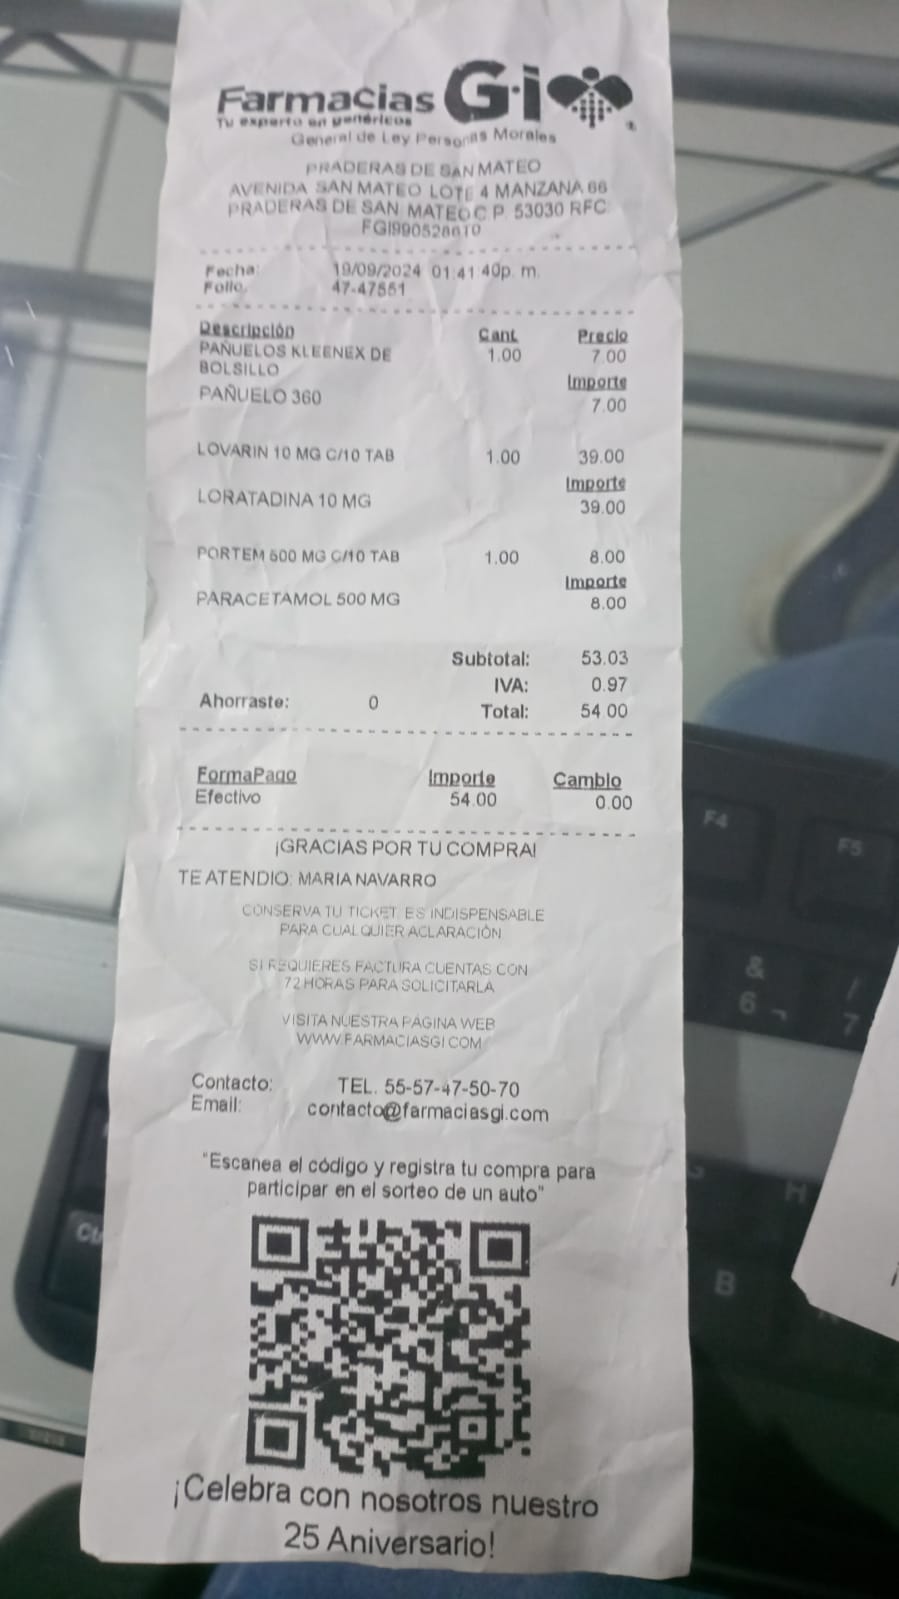 Farmacias Gi
Tu experto en genéricos
General de Ley Personas Morales
PRADERAS DE SAN MATEO
AVENIDA SAN MATEO LOTE 4 MANZANA 66
PRADERAS DE SAN MATEO C.P. 53030 RFC:
Fecha: 19/09/2024 01:41:40p. m.
Folio: 47-47551
Descripción Cant Precio
PAÑUELOS KLEENEX DE 1.00 7.00
BOLSILLO
Importe
PAÑUELO 360 7.00
LOVARIN 10 MG C/10 TAB 1.00 39.00
Importe
LORATADINA 10 MG 39.00
PORTEM 500 MG C/10 TAB 1.00 8.00
Importe
PARACETAMOL 500 MG 8.00
Subtotal: 53.03
IVA: 0.97
Ahorraste: 0 Total: 54.00
FormaPago Importe Cambio
Efectivo 54.00 0.00
¡GRACIAS POR TU COMPRA!
TE ATENDIO: MARIA NAVARRO
CONSERVA TU TICKET. ES INDISPENSABLE
PARA CUALQUIER ACLARACIÓN
SI REQUIERES FACTURA CUENTAS CON
72 HORAS PARA SOLICITARLA
VISITA NUESTRA PÁGINA WEB
WWW.FARMACIASGI.COM
Contacto: TEL. 55-57-47-50-70
Email: contacto@farmaciasgi.com
"Escanea el código y registra tu compra para
participar en el sorteo de un auto"
¡Celebra con nosotros nuestro
25 Aniversario!
F4
F5
&
6 ¬
/
7
H
B